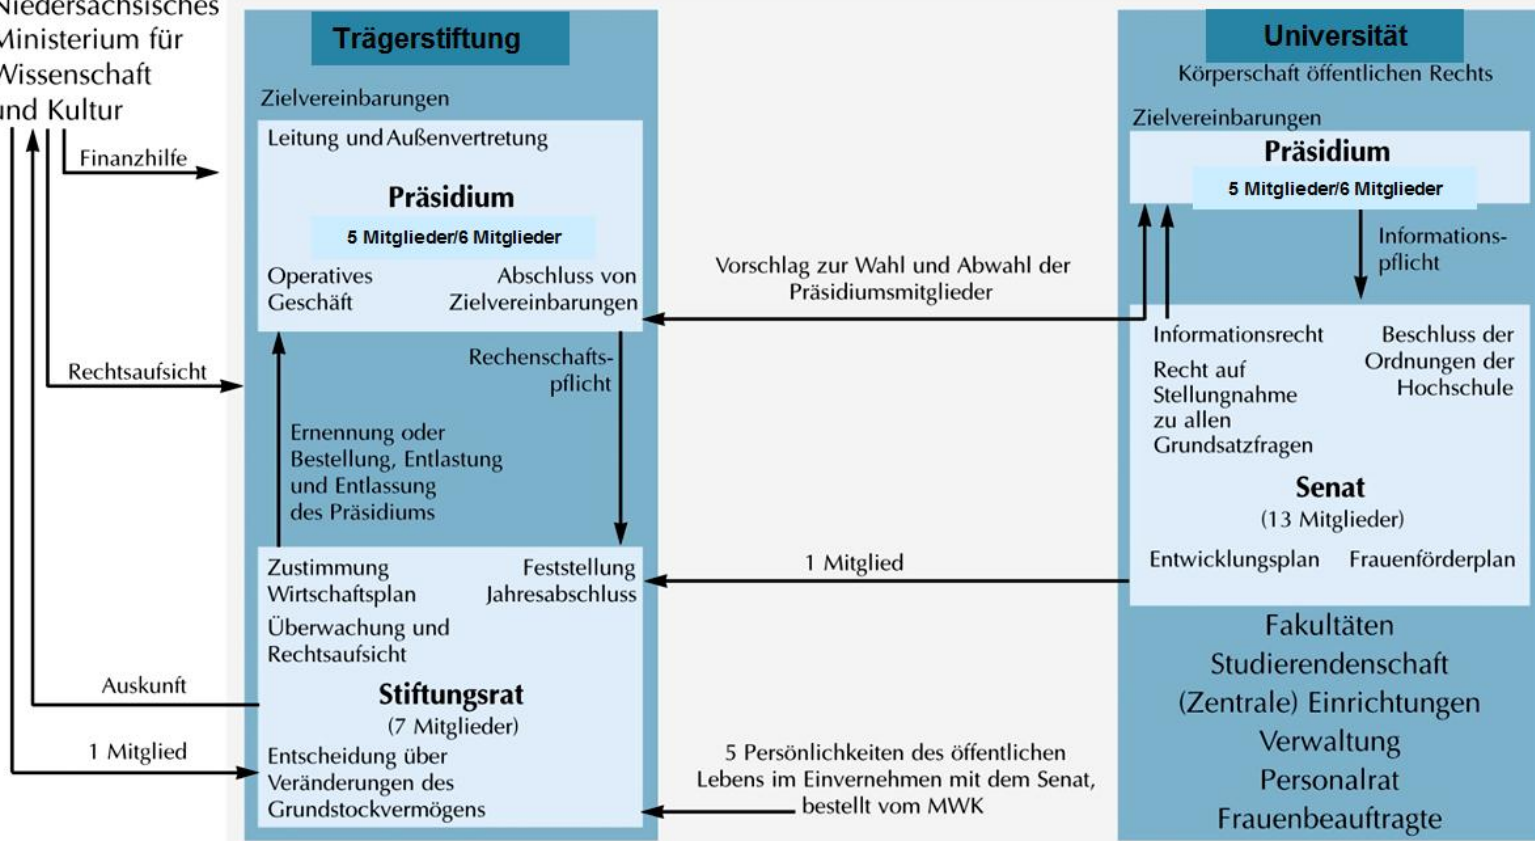 Niedersächsisches
Ministerium für
Wissenschaft
und Kultur
Finanzhilfe
Rechtsaufsicht
Auskunft
1 Mitglied
Trägerstiftung
Zielvereinbarungen
Leitung und Außenvertretung
Präsidium
5 Mitglieder/6 Mitglieder
Operatives
Geschäft
Abschluss von
Zielvereinbarungen
Rechenschafts-
pflicht
Ernennung oder
Bestellung, Entlastung
und Entlassung
des Präsidiums
Zustimmung
Wirtschaftsplan
Feststellung
Jahresabschluss
Überwachung und
Rechtsaufsicht
Stiftungsrat
(7 Mitglieder)
Entscheidung über
Veränderungen des
Grundstockvermögens
Vorschlag zur Wahl und Abwahl der
Präsidiumsmitglieder
1 Mitglied
5 Persönlichkeiten des öffentlichen
Lebens im Einvernehmen mit dem Senat,
bestellt vom MWK
Universität
Körperschaft öffentlichen Rechts
Zielvereinbarungen
Präsidium
5 Mitglieder/6 Mitglieder
Informations-
pflicht
Informationsrecht
Recht auf
Stellungnahme
zu allen
Grundsatzfragen
Beschluss der
Ordnungen der
Hochschule
Senat
(13 Mitglieder)
Entwicklungsplan
Frauenförderplan
Fakultäten
Studierendenschaft
(Zentrale) Einrichtungen
Verwaltung
Personalrat
Frauenbeauftragte